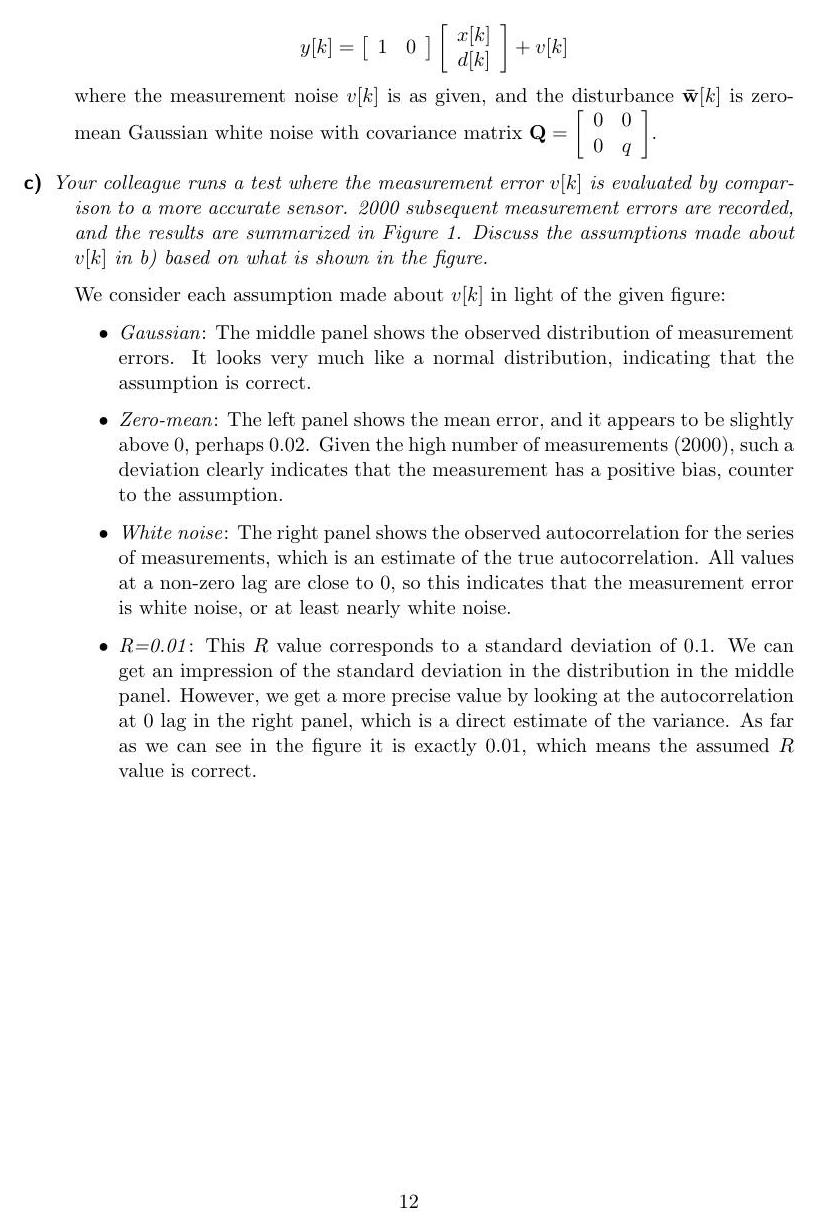 y[k] = [ 1 0 ] [ x[k] d[k] ] + v[k]
where the measurement noise v[k] is as given, and the disturbance w̄[k] is zero-
mean Gaussian white noise with covariance matrix Q = [ 0 0 0 q ].
c) Your colleague runs a test where the measurement error v[k] is evaluated by compar-
ison to a more accurate sensor. 2000 subsequent measurement errors are recorded,
and the results are summarized in Figure 1. Discuss the assumptions made about
v[k] in b) based on what is shown in the figure.
We consider each assumption made about v[k] in light of the given figure:
• Gaussian: The middle panel shows the observed distribution of measurement
errors. It looks very much like a normal distribution, indicating that the
assumption is correct.
• Zero-mean: The left panel shows the mean error, and it appears to be slightly
above 0, perhaps 0.02. Given the high number of measurements (2000), such a
deviation clearly indicates that the measurement has a positive bias, counter
to the assumption.
• White noise: The right panel shows the observed autocorrelation for the series
of measurements, which is an estimate of the true autocorrelation. All values
at a non-zero lag are close to 0, so this indicates that the measurement error
is white noise, or at least nearly white noise.
• R=0.01: This R value corresponds to a standard deviation of 0.1. We can
get an impression of the standard deviation in the distribution in the middle
panel. However, we get a more precise value by looking at the autocorrelation
at 0 lag in the right panel, which is a direct estimate of the variance. As far
as we can see in the figure it is exactly 0.01, which means the assumed R
value is correct.
12